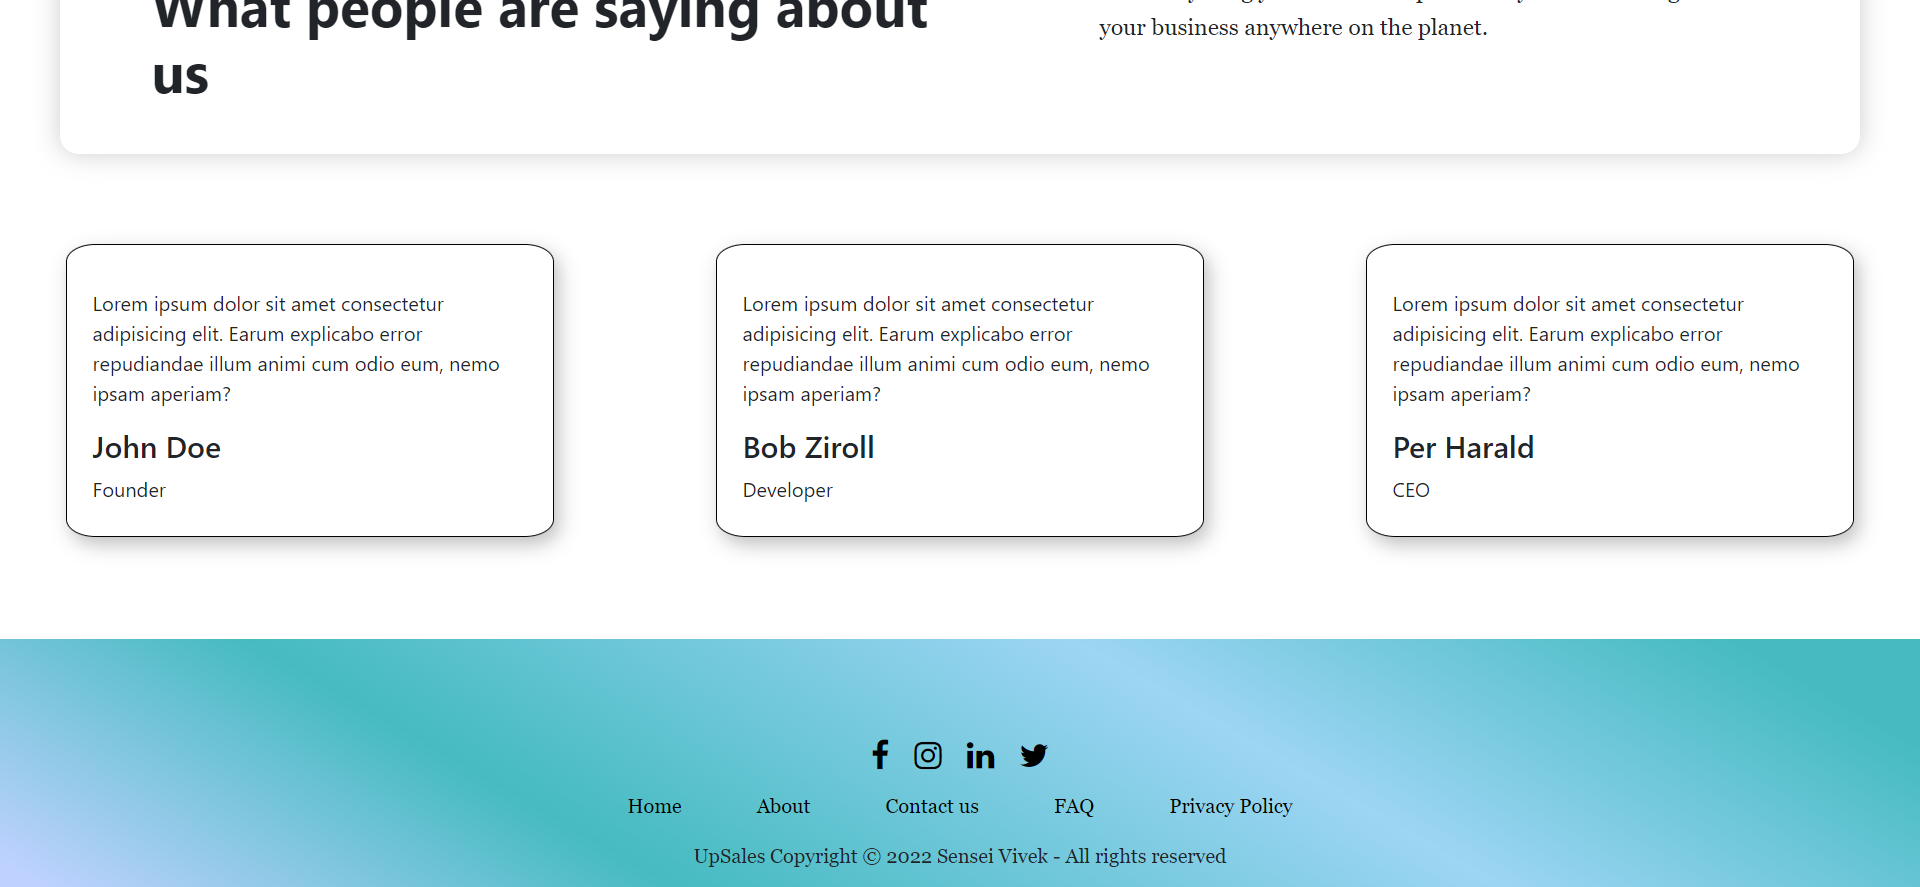 What people are saying about
us
your business anywhere on the planet.
Lorem ipsum dolor sit amet consectetur
adipisicing elit. Earum explicabo error
repudiandae illum animi cum odio eum, nemo
ipsam aperiam?
John Doe
Founder
Lorem ipsum dolor sit amet consectetur
adipisicing elit. Earum explicabo error
repudiandae illum animi cum odio eum, nemo
ipsam aperiam?
Bob Ziroll
Developer
Lorem ipsum dolor sit amet consectetur
adipisicing elit. Earum explicabo error
repudiandae illum animi cum odio eum, nemo
ipsam aperiam?
Per Harald
CEO
Home About Contact us FAQ Privacy Policy
UpSales Copyright © 2022 Sensei Vivek - All rights reserved